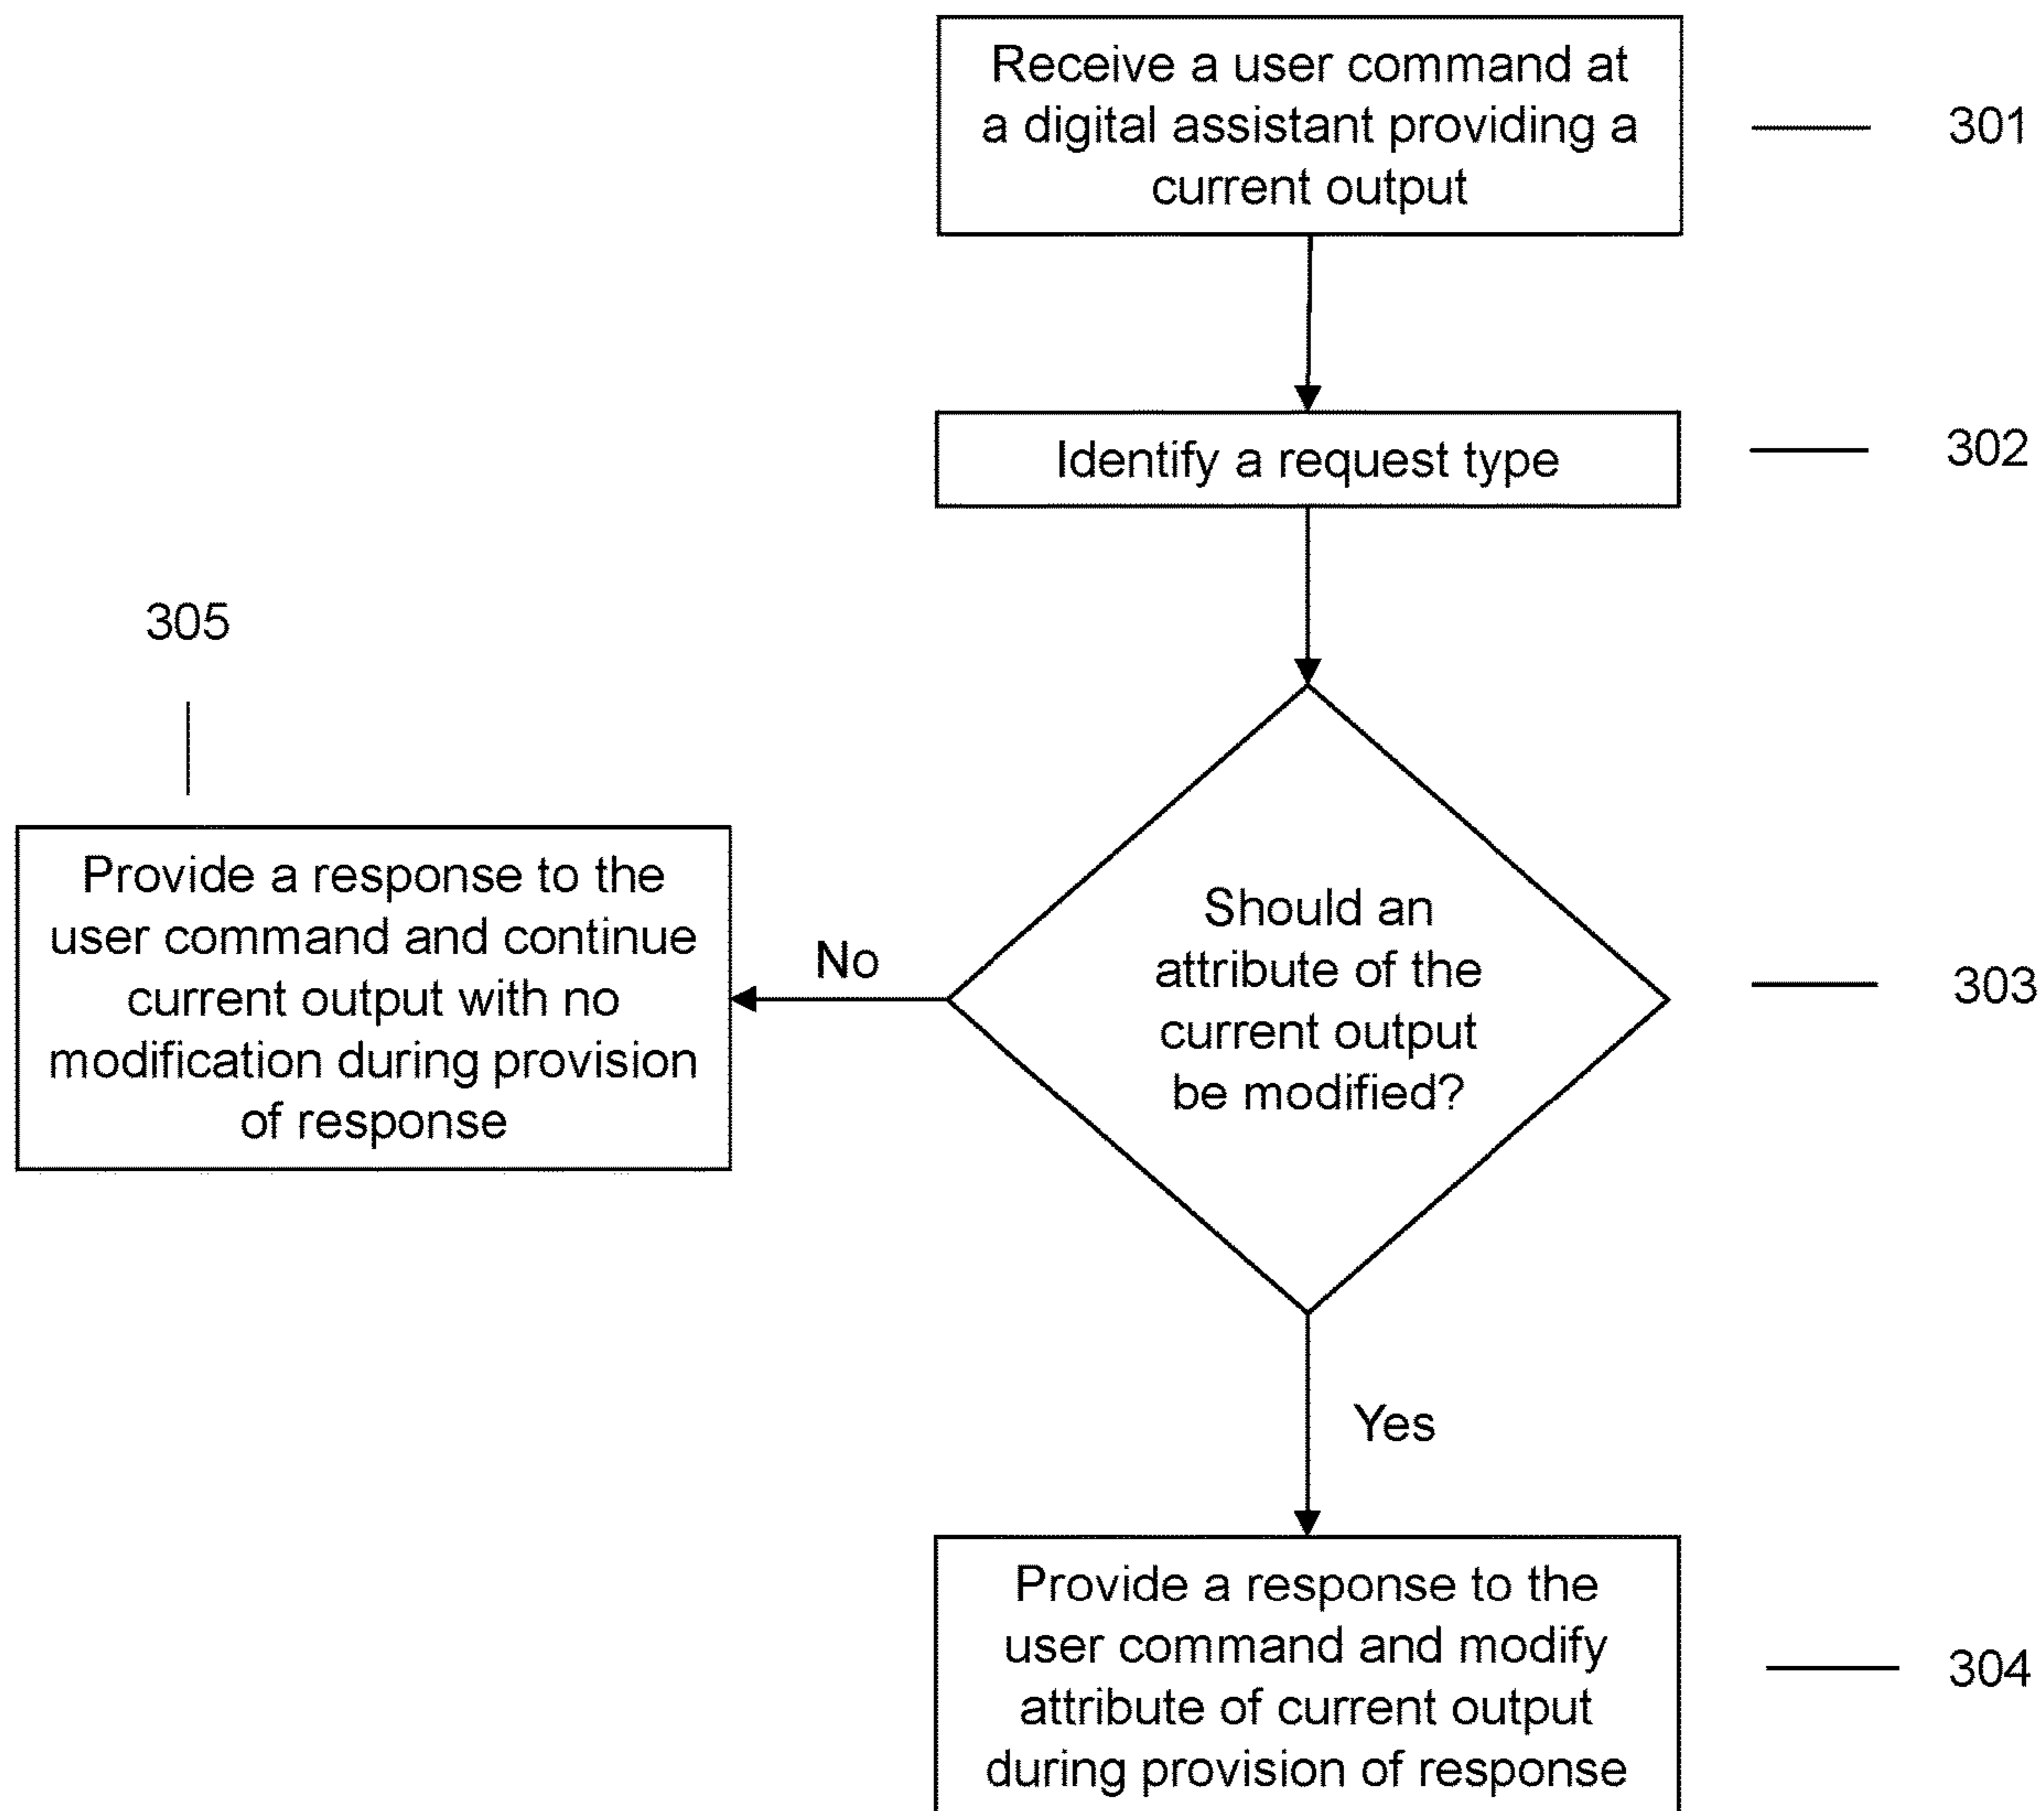 Receive a user command at
a digital assistant providing a
current output
301
Identify a request type
302
305
Provide a response to the
user command and continue
current output with no
modification during provision
of response
No
Should an
attribute of the
current output
be modified?
303
Yes
Provide a response to the
user command and modify
attribute of current output
during provision of response
304